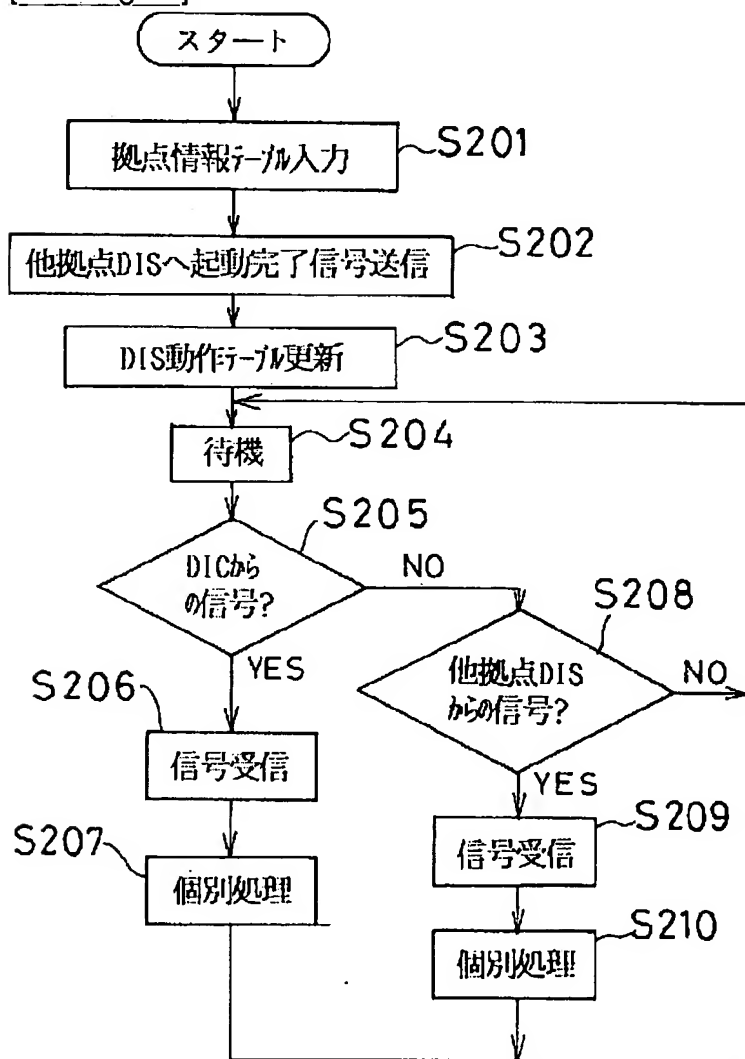 スタート
拠点情報テーブル入力
S201
他拠点DISへ起動完了信号送信
S202
DIS動作テーブル更新
S203
待機
S204
DICから
の信号?
S205
NO
YES
他拠点DIS
からの信号?
S208
NO
YES
S206
信号受信
S207
個別処理
信号受信
S209
個別処理
S210